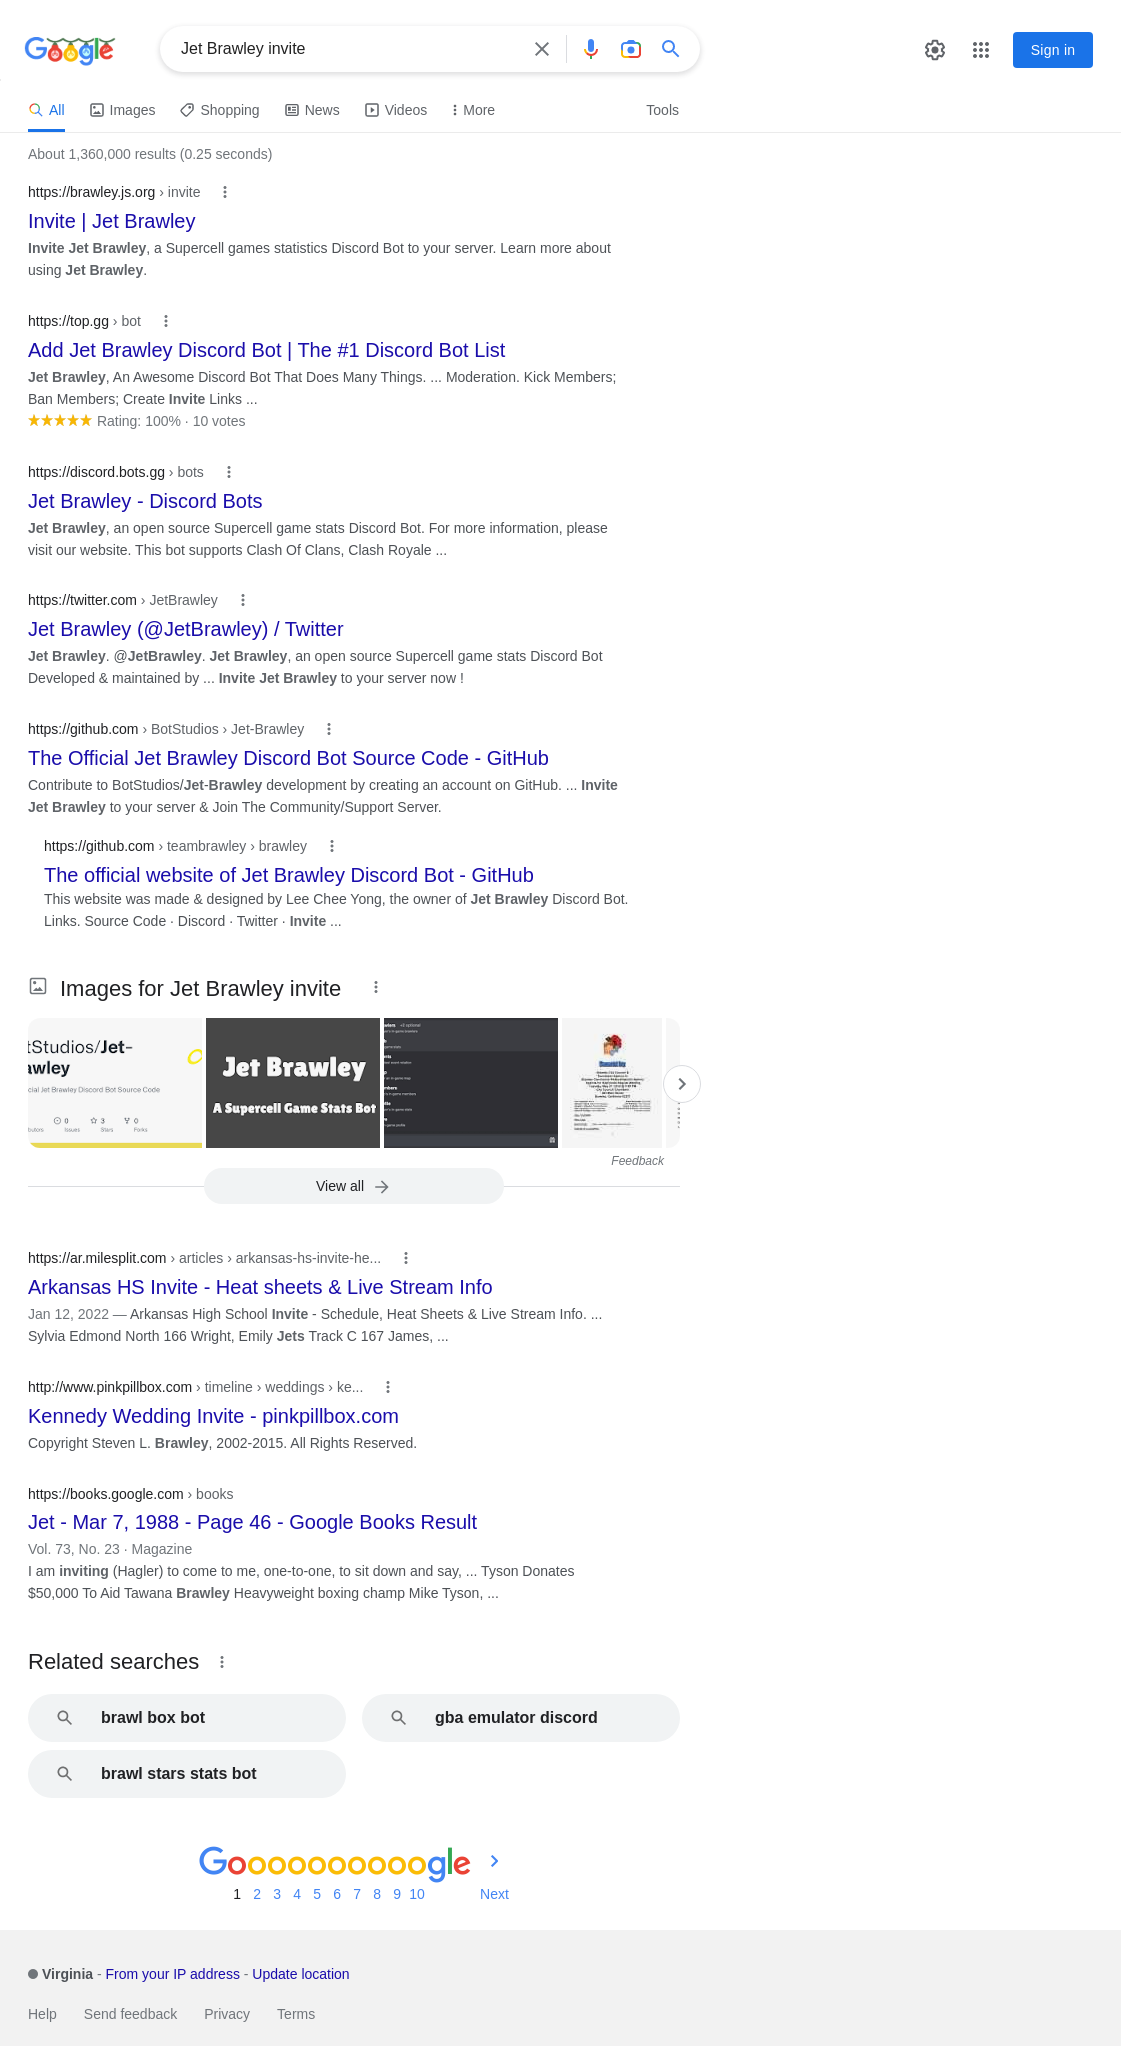 Google
Jet Brawley invite
Sign in
All
Images
Shopping
News
Videos
More
Tools
About 1,360,000 results (0.25 seconds)
https://brawley.js.org › invite
Invite | Jet Brawley
Invite Jet Brawley, a Supercell games statistics Discord Bot to your server. Learn more about
using Jet Brawley.
https://top.gg › bot
Add Jet Brawley Discord Bot | The #1 Discord Bot List
Jet Brawley, An Awesome Discord Bot That Does Many Things. ... Moderation. Kick Members;
Ban Members; Create Invite Links ...
Rating: 100% · 10 votes
https://discord.bots.gg › bots
Jet Brawley - Discord Bots
Jet Brawley, an open source Supercell game stats Discord Bot. For more information, please
visit our website. This bot supports Clash Of Clans, Clash Royale ...
https://twitter.com › JetBrawley
Jet Brawley (@JetBrawley) / Twitter
Jet Brawley. @JetBrawley. Jet Brawley, an open source Supercell game stats Discord Bot
Developed & maintained by ... Invite Jet Brawley to your server now !
https://github.com › BotStudios › Jet-Brawley
The Official Jet Brawley Discord Bot Source Code - GitHub
Contribute to BotStudios/Jet-Brawley development by creating an account on GitHub. ... Invite
Jet Brawley to your server & Join The Community/Support Server.
https://github.com › teambrawley › brawley
The official website of Jet Brawley Discord Bot - GitHub
This website was made & designed by Lee Chee Yong, the owner of Jet Brawley Discord Bot.
Links. Source Code · Discord · Twitter · Invite ...
Images for Jet Brawley invite
tStudios/Jet-
awley
cial Jet Brawley Discord Bot Source Code
0
3
0
Issues
Stars
Forks
Jet Brawley
A Supercell Game Stats Bot
Feedback
View all
https://ar.milesplit.com › articles › arkansas-hs-invite-he...
Arkansas HS Invite - Heat sheets & Live Stream Info
Jan 12, 2022 — Arkansas High School Invite - Schedule, Heat Sheets & Live Stream Info. ...
Sylvia Edmond North 166 Wright, Emily Jets Track C 167 James, ...
http://www.pinkpillbox.com › timeline › weddings › ke...
Kennedy Wedding Invite - pinkpillbox.com
Copyright Steven L. Brawley, 2002-2015. All Rights Reserved.
https://books.google.com › books
Jet - Mar 7, 1988 - Page 46 - Google Books Result
Vol. 73, No. 23 · Magazine
I am inviting (Hagler) to come to me, one-to-one, to sit down and say, ... Tyson Donates
$50,000 To Aid Tawana Brawley Heavyweight boxing champ Mike Tyson, ...
Related searches
brawl box bot
gba emulator discord
brawl stars stats bot
Goooooooooogle
1 2 3 4 5 6 7 8 9 10 Next
Virginia - From your IP address - Update location
Help
Send feedback
Privacy
Terms